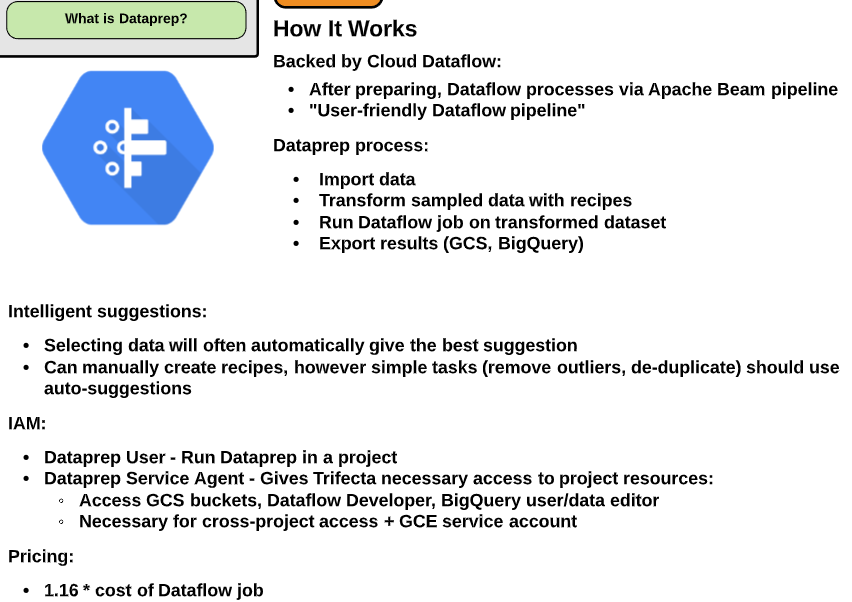 What is Dataprep?
How It Works
Backed by Cloud Dataflow:
• After preparing, Dataflow processes via Apache Beam pipeline
• "User-friendly Dataflow pipeline"
Dataprep process:
• Import data
• Transform sampled data with recipes
• Run Dataflow job on transformed dataset
• Export results (GCS, BigQuery)
Intelligent suggestions:
• Selecting data will often automatically give the best suggestion
• Can manually create recipes, however simple tasks (remove outliers, de-duplicate) should use
auto-suggestions
IAM:
• Dataprep User - Run Dataprep in a project
• Dataprep Service Agent - Gives Trifecta necessary access to project resources:
◦ Access GCS buckets, Dataflow Developer, BigQuery user/data editor
◦ Necessary for cross-project access + GCE service account
Pricing:
• 1.16 * cost of Dataflow job